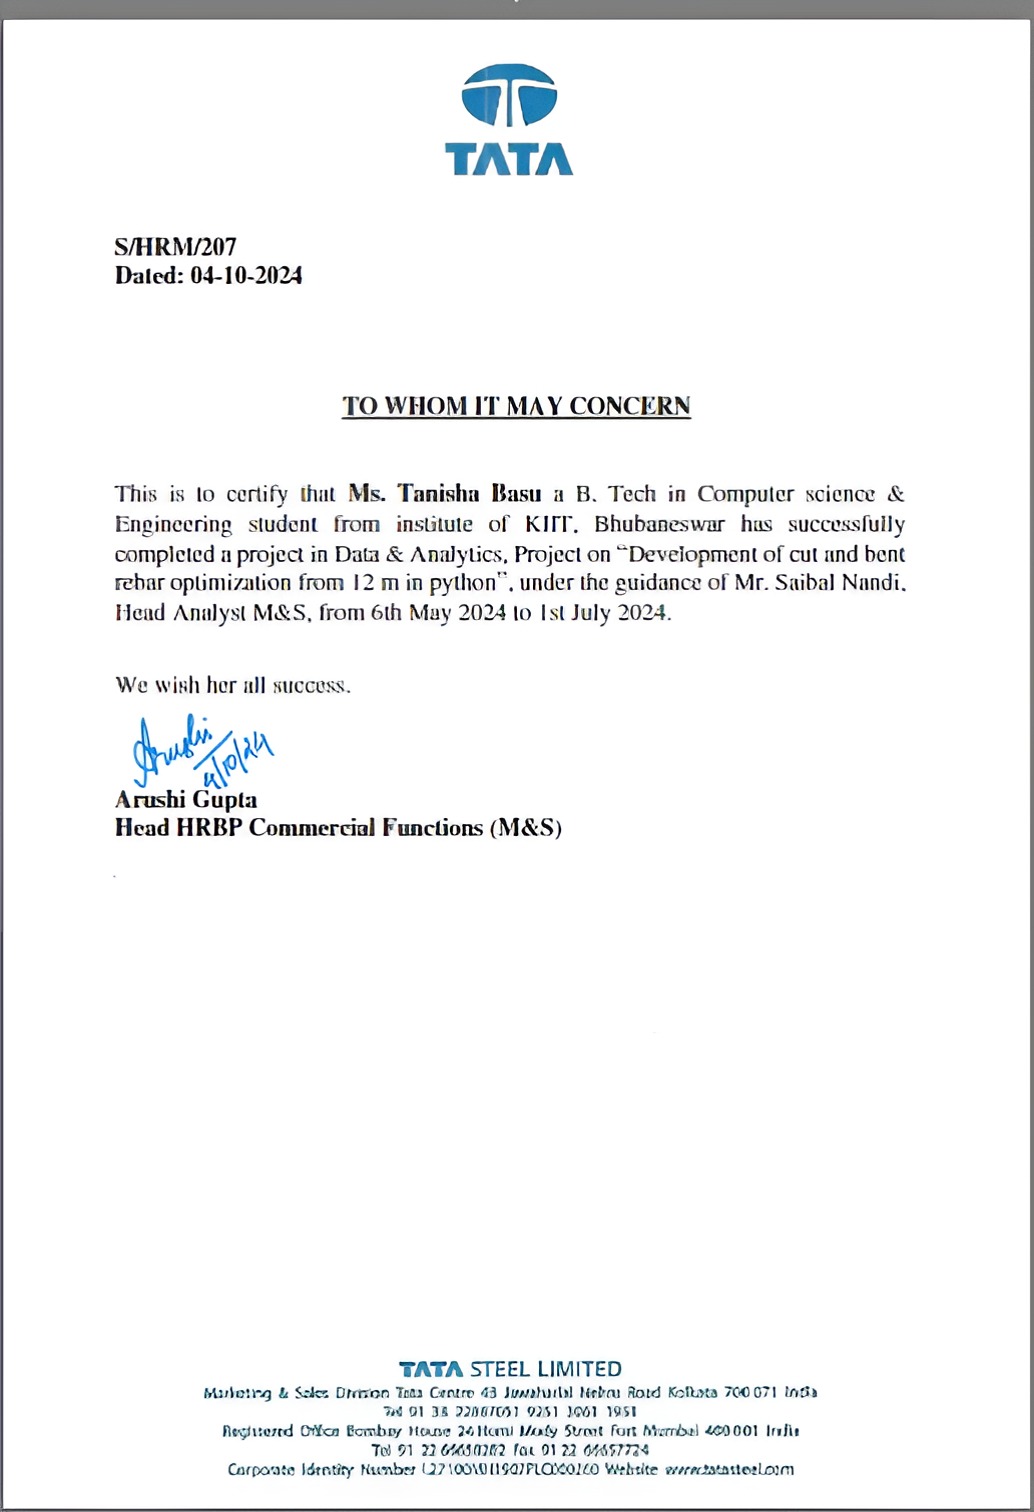 TATA
S/HRM/207
Dated: 04-10-2024
TO WHOM IT MAY CONCERN
This is to certify that Ms. Tanisha Basu a B. Tech in Computer science &
Engineering student from institute of KIIT, Bhubaneswar has successfully
completed a project in Data & Analytics, Project on "Development of cut and bent
rebar optimization from 12 m in python", under the guidance of Mr. Saibal Nandi,
Head Analyst M&S, from 6th May 2024 to 1st July 2024.
We wish her all success.
Arushi
4/10/24
Arushi Gupta
Head HRBP Commercial Functions (M&S)
TATA STEEL LIMITED
Marketing & Sales Division Tata Centre 43 Jawaharlal Nehru Road Kolkata 700 071 India
Tel 91 33
Registered Office Bombay House 24 Homi Mody Street Fort Mumbai 400 001 India
Tel 91 22 Fax 91 22
Corporate Identity Number Website www.tatasteel.com